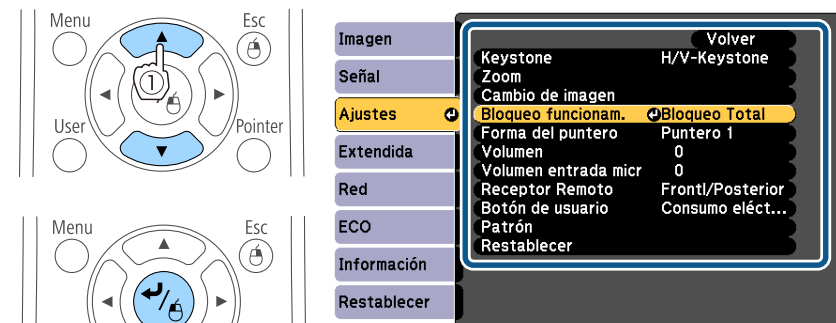 Menu
Esc
①
User
Pointer
Menu
Esc
Imagen
Señal
Ajustes
Extendida
Red
ECO
Información
Restablecer
Volver
Keystone H/V-Keystone
Zoom
Cambio de imagen
Bloqueo funcionam. Bloqueo Total
Forma del puntero Puntero 1
Volumen 0
Volumen entrada micr 0
Receptor Remoto Frontl/Posterior
Botón de usuario Consumo eléct...
Patrón
Restablecer